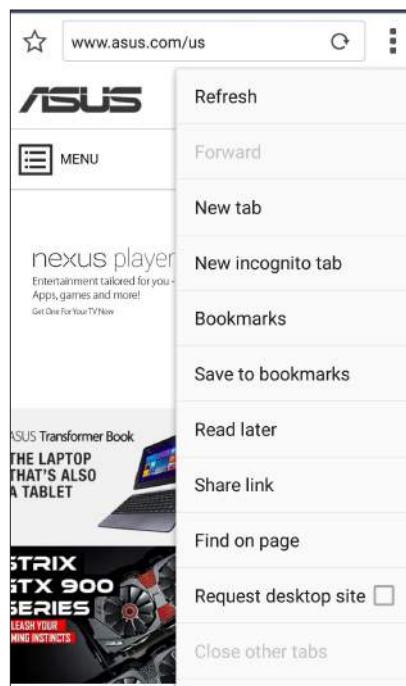 www.asus.com/us
ASUS
MENU
nexus player
Entertainment tailored for you -
Apps, games and more!
Get One For Your TV Now
ASUS Transformer Book
THE LAPTOP
THAT'S ALSO
A TABLET
STRIX
GTX 900
SERIES
LEASH YOUR
MING INSTINCTS
Refresh
Forward
New tab
New incognito tab
Bookmarks
Save to bookmarks
Read later
Share link
Find on page
Request desktop site
Close other tabs